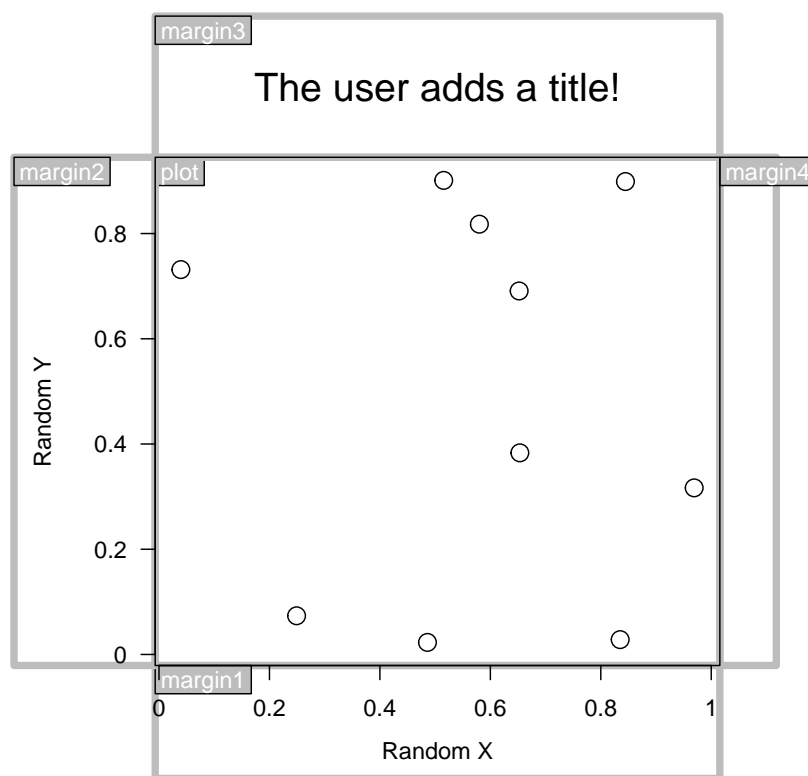 margin3
The user adds a title!
margin2
plot
margin4
0.8
0.6
0.4
0.2
0
Random Y
margin1
0 0.2 0.4 0.6 0.8 1
Random X